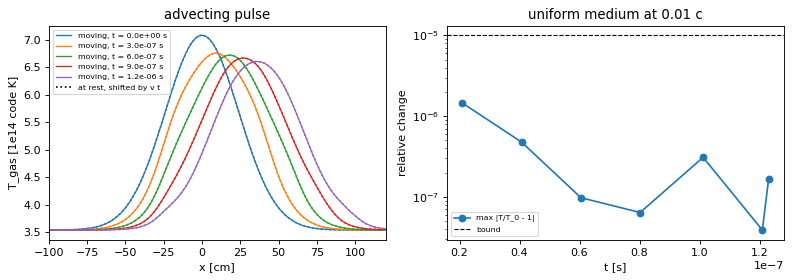 advecting pulse
T_gas [1e14 code K]
7.0
6.5
6.0
5.5
5.0
4.5
4.0
3.5
moving, t = 0.0e+00 s
moving, t = 3.0e-07 s
moving, t = 6.0e-07 s
moving, t = 9.0e-07 s
moving, t = 1.2e-06 s
at rest, shifted by v t
−100 −75 −50 −25 0 25 50 75 100
x [cm]
uniform medium at 0.01 c
relative change
10⁻⁵
10⁻⁶
10⁻⁷
max |T/T_0 - 1|
bound
0.2 0.4 0.6 0.8 1.0 1.2
1e−7
t [s]